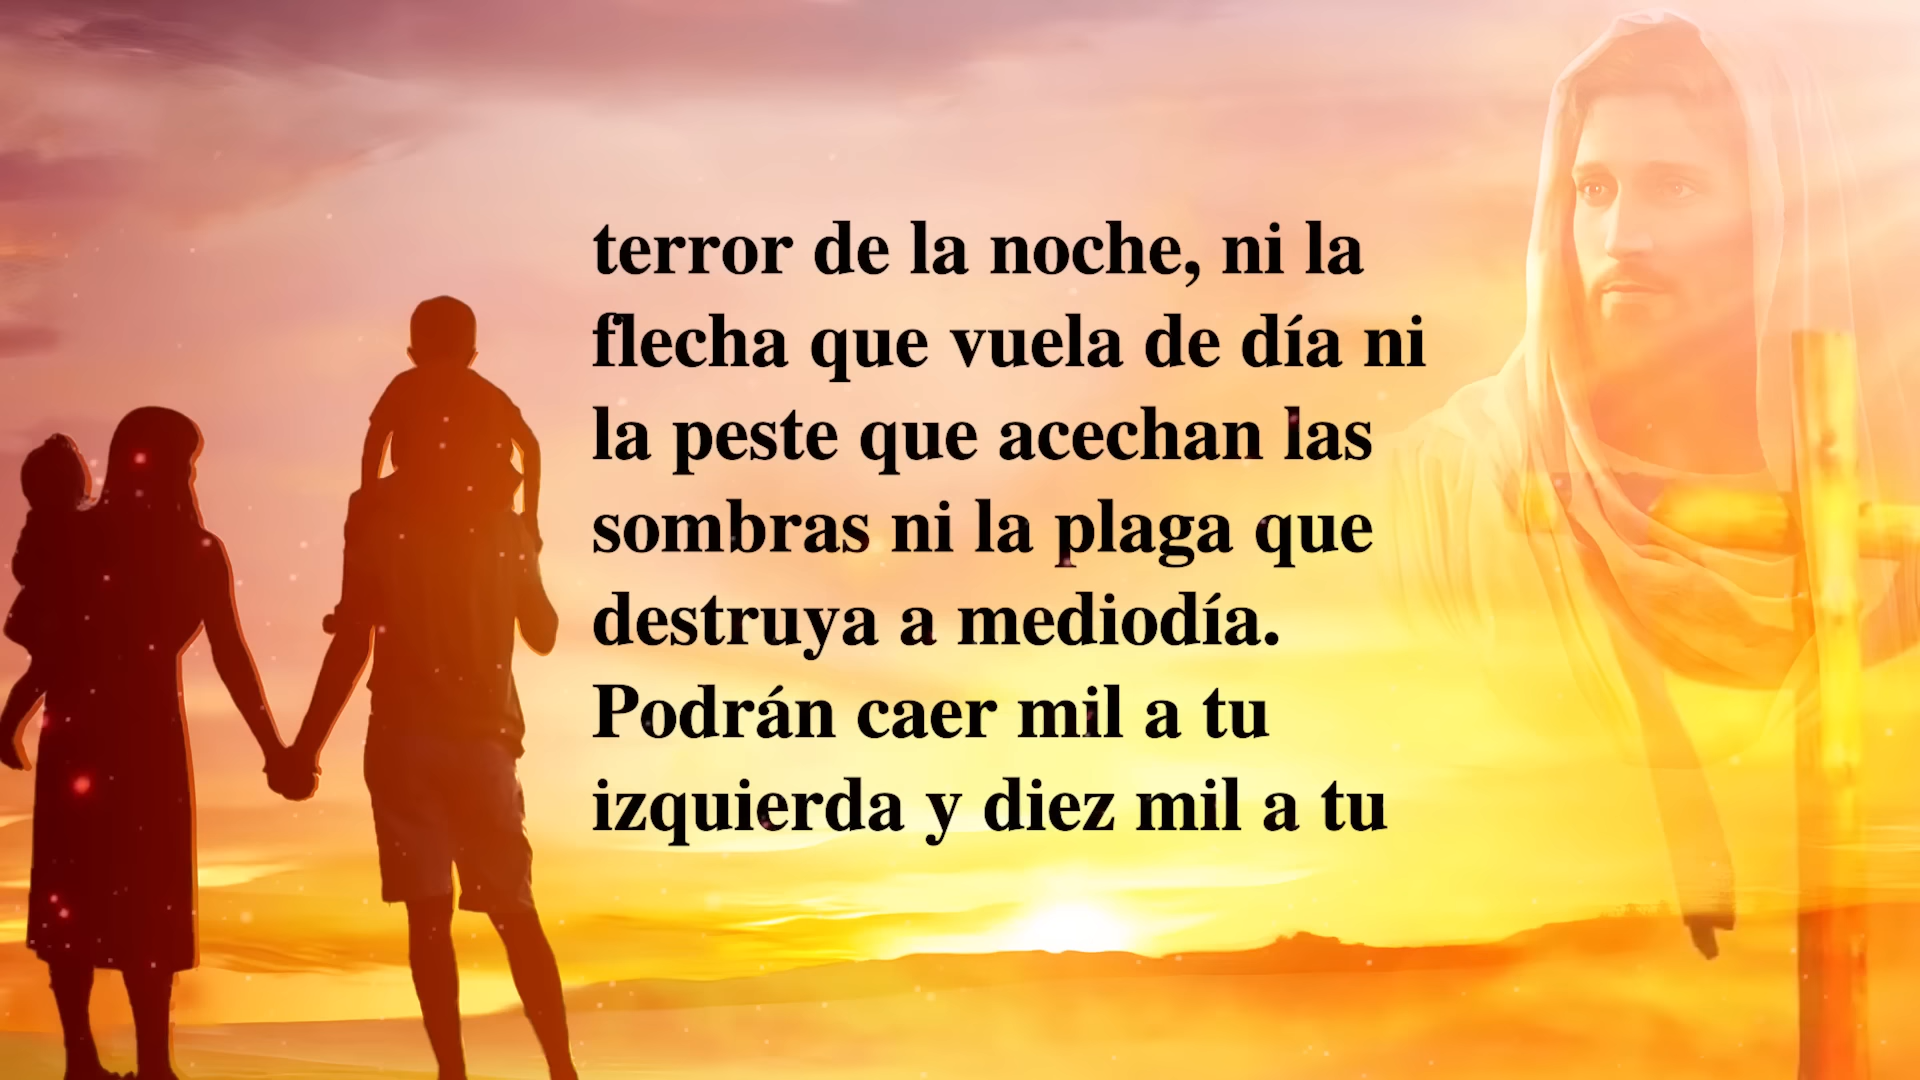 terror de la noche, ni la
flecha que vuela de día ni
la peste que acechan las
sombras ni la plaga que
destruya a mediodía.
Podrán caer mil a tu
izquierda y diez mil a tu